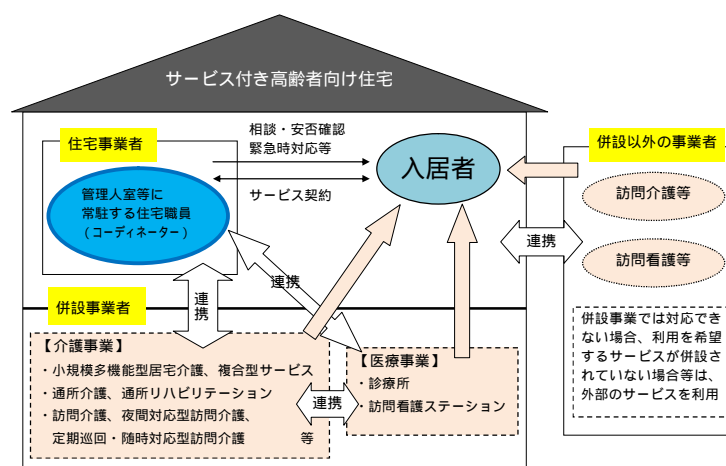 サービス付き高齢者向け住宅
住宅事業者
管理人室等に
常駐する住宅職員
（コーディネーター）
相談・安否確認
緊急時対応等
サービス契約
入居者
併設以外の事業者
訪問介護等
訪問看護等
連携
連携
連携
併設事業者
【介護事業】
・小規模多機能型居宅介護、複合型サービス
・通所介護、通所リハビリテーション
・訪問介護、夜間対応型訪問介護、
定期巡回・随時対応型訪問介護 等
連携
【医療事業】
・診療所
・訪問看護ステーション
併設事業では対応でき
ない場合、利用を希望
するサービスが併設さ
れていない場合等は、
外部のサービスを利用